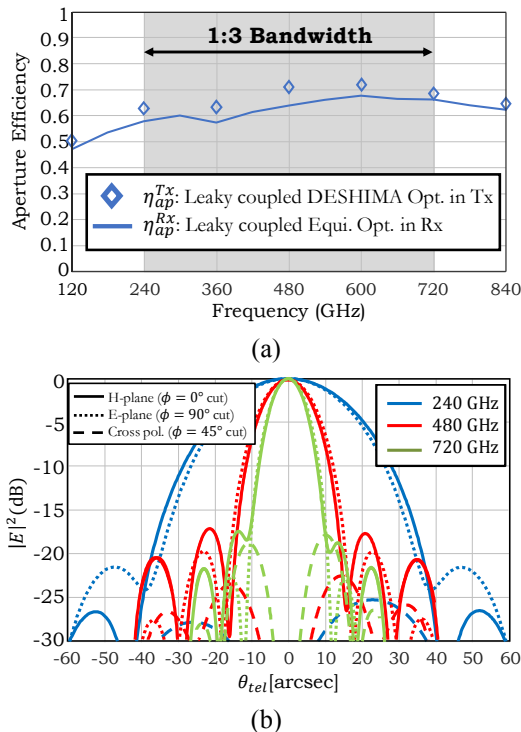 1
0.9
0.8
0.7
0.6
0.5
0.4
0.3
0.2
0.1
0
Aperture Efficiency
1:3 Bandwidth
η_ap^Tx: Leaky coupled DESHIMA Opt. in Tx
η_ap^Rx: Leaky coupled Equi. Opt. in Rx
120 240 360 480 600 720 840
Frequency (GHz)
(a)
0
-5
-10
-15
-20
-25
-30
|E|² (dB)
H-plane (ϕ = 0° cut)
E-plane (ϕ = 90° cut)
Cross pol. (ϕ = 45° cut)
240 GHz
480 GHz
720 GHz
-60 -50 -40 -30 -20 -10 0 10 20 30 40 50 60
θ_tel[arcsec]
(b)